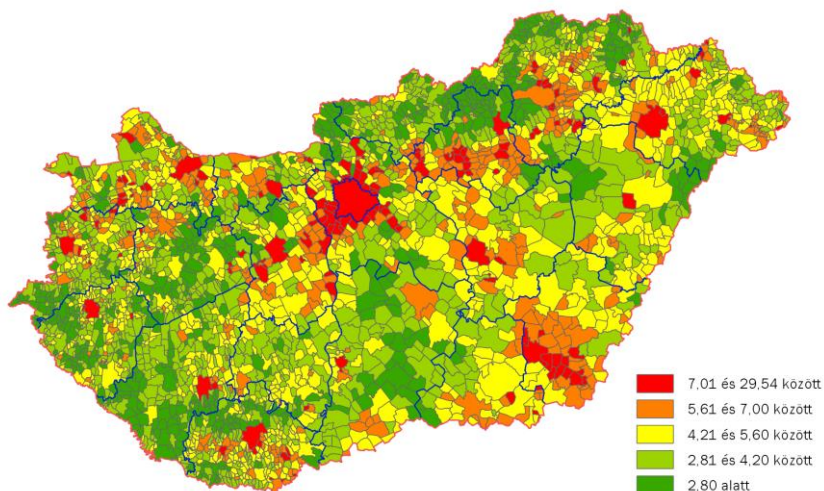 7,01 és 29,54 között
5,61 és 7,00 között
4,21 és 5,60 között
2,81 és 4,20 között
2,80 alatt